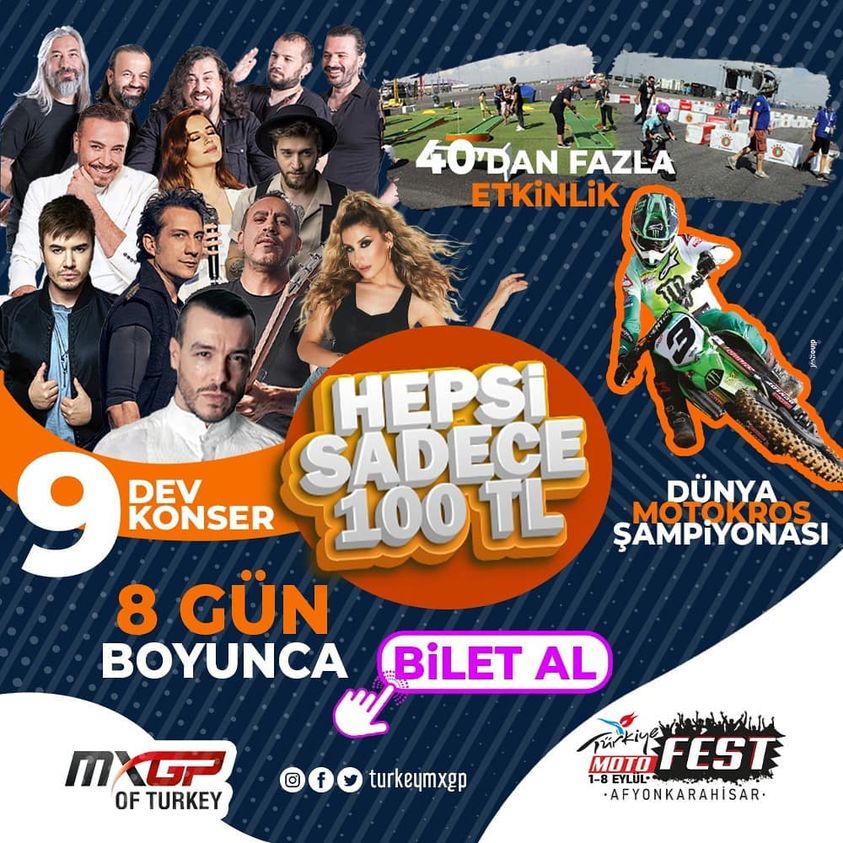 40'DAN FAZLA
ETKİNLİK
HEPSİ
SADECE
100 TL
9 DEV
KONSER
DÜNYA
MOTOKROS
ŞAMPİYONASI
8 GÜN
BOYUNCA
BİLET AL
MXGP
OF TURKEY
turkeymxgp
Türkiye
MOTO FEST
1-8 EYLÜL
·AFYONKARAHİSAR·
3